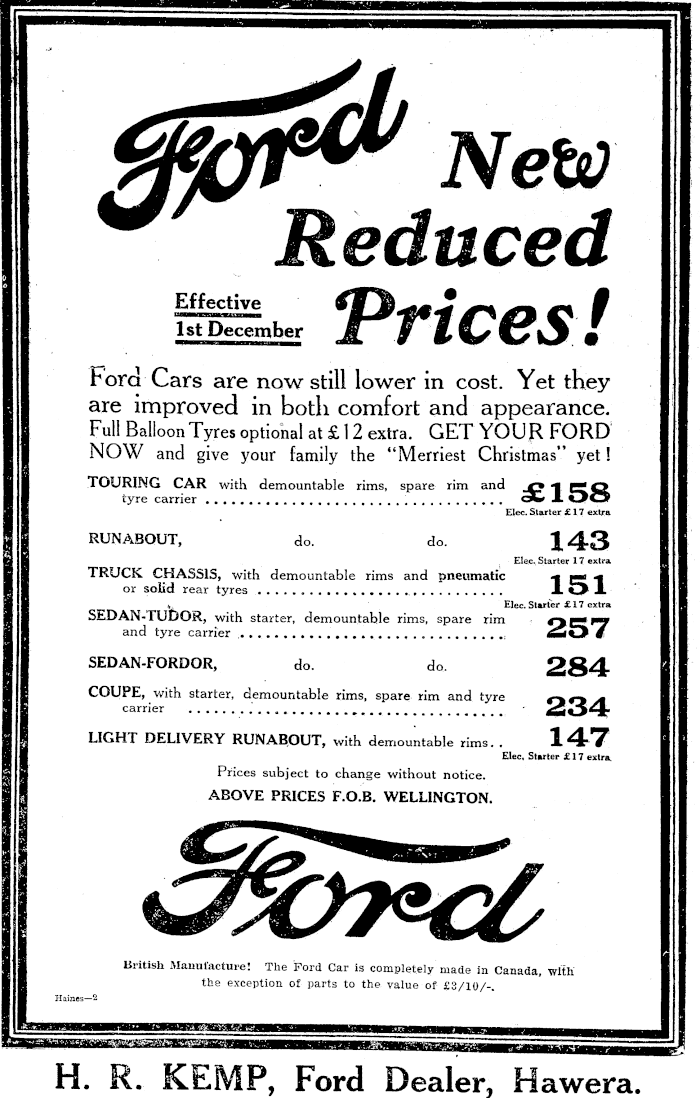 Ford
New
Reduced
Prices!
Effective
1st December
Ford Cars are now still lower in cost. Yet they
are improved in both comfort and appearance.
Full Balloon Tyres optional at £12 extra. GET YOUR FORD
NOW and give your family the "Merriest Christmas" yet!
TOURING CAR with demountable rims, spare rim and
tyre carrier .................................. £158
Elec. Starter £17 extra
RUNABOUT, do. do. 143
Elec. Starter 17 extra
TRUCK CHASSIS, with demountable rims and pneumatic
or solid rear tyres ............................ 151
Elec. Starter £17 extra
SEDAN-TUDOR, with starter, demountable rims, spare rim
and tyre carrier .............................. 257
SEDAN-FORDOR, do. do. 284
COUPE, with starter, demountable rims, spare rim and tyre
carrier .................................... 234
LIGHT DELIVERY RUNABOUT, with demountable rims.. 147
Elec. Starter £17 extra.
Prices subject to change without notice.
ABOVE PRICES F.O.B. WELLINGTON.
Ford
British Manufacture! The Ford Car is completely made in Canada, with
the exception of parts to the value of £3/10/-.
Haines—2
H. R. KEMP, Ford Dealer, Hawera.